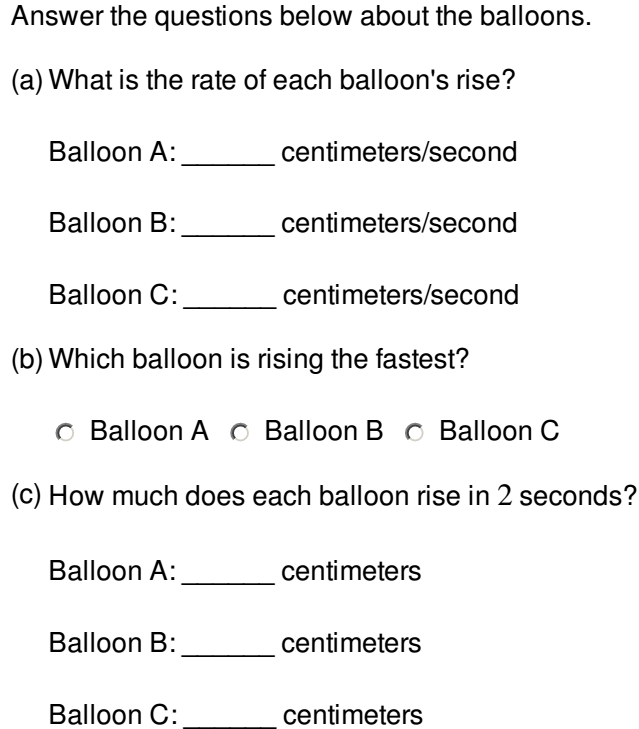 Answer the questions below about the balloons.
(a) What is the rate of each balloon's rise?
Balloon A: ______ centimeters/second
Balloon B: ______ centimeters/second
Balloon C: ______ centimeters/second
(b) Which balloon is rising the fastest?
Balloon A Balloon B Balloon C
(c) How much does each balloon rise in 2 seconds?
Balloon A: ______ centimeters
Balloon B: ______ centimeters
Balloon C: ______ centimeters